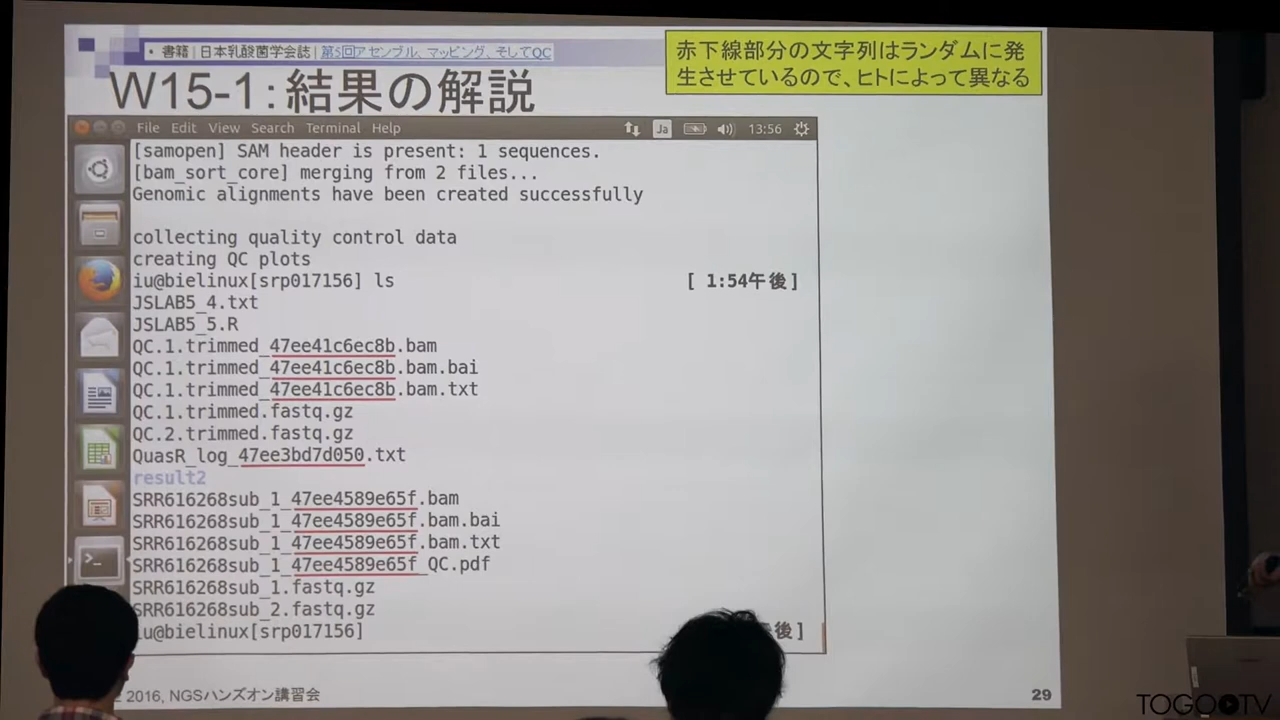 • 書籍 | 日本乳酸菌学会誌 | 第5回アセンブル、マッピング、そしてQC
赤下線部分の文字列はランダムに発
生させているので、ヒトによって異なる
W15-1：結果の解説
File Edit View Search Terminal Help
Ja 13:56
[samopen] SAM header is present: 1 sequences.
[bam_sort_core] merging from 2 files...
Genomic alignments have been created successfully
collecting quality control data
creating QC plots
iu@bielinux[srp017156] ls [ 1:54午後]
JSLAB5_4.txt
JSLAB5_5.R
QC.1.trimmed_47ee41c6ec8b.bam
QC.1.trimmed_47ee41c6ec8b.bam.bai
QC.1.trimmed_47ee41c6ec8b.bam.txt
QC.1.trimmed.fastq.gz
QC.2.trimmed.fastq.gz
QuasR_log_47ee3bd7d050.txt
result2
SRR616268sub_1_47ee4589e65f.bam
SRR616268sub_1_47ee4589e65f.bam.bai
SRR616268sub_1_47ee4589e65f.bam.txt
SRR616268sub_1_47ee4589e65f_QC.pdf
SRR616268sub_1.fastq.gz
SRR616268sub_2.fastq.gz
iu@bielinux[srp017156] 後]
2016, NGSハンズオン講習会
29
TOGOTV